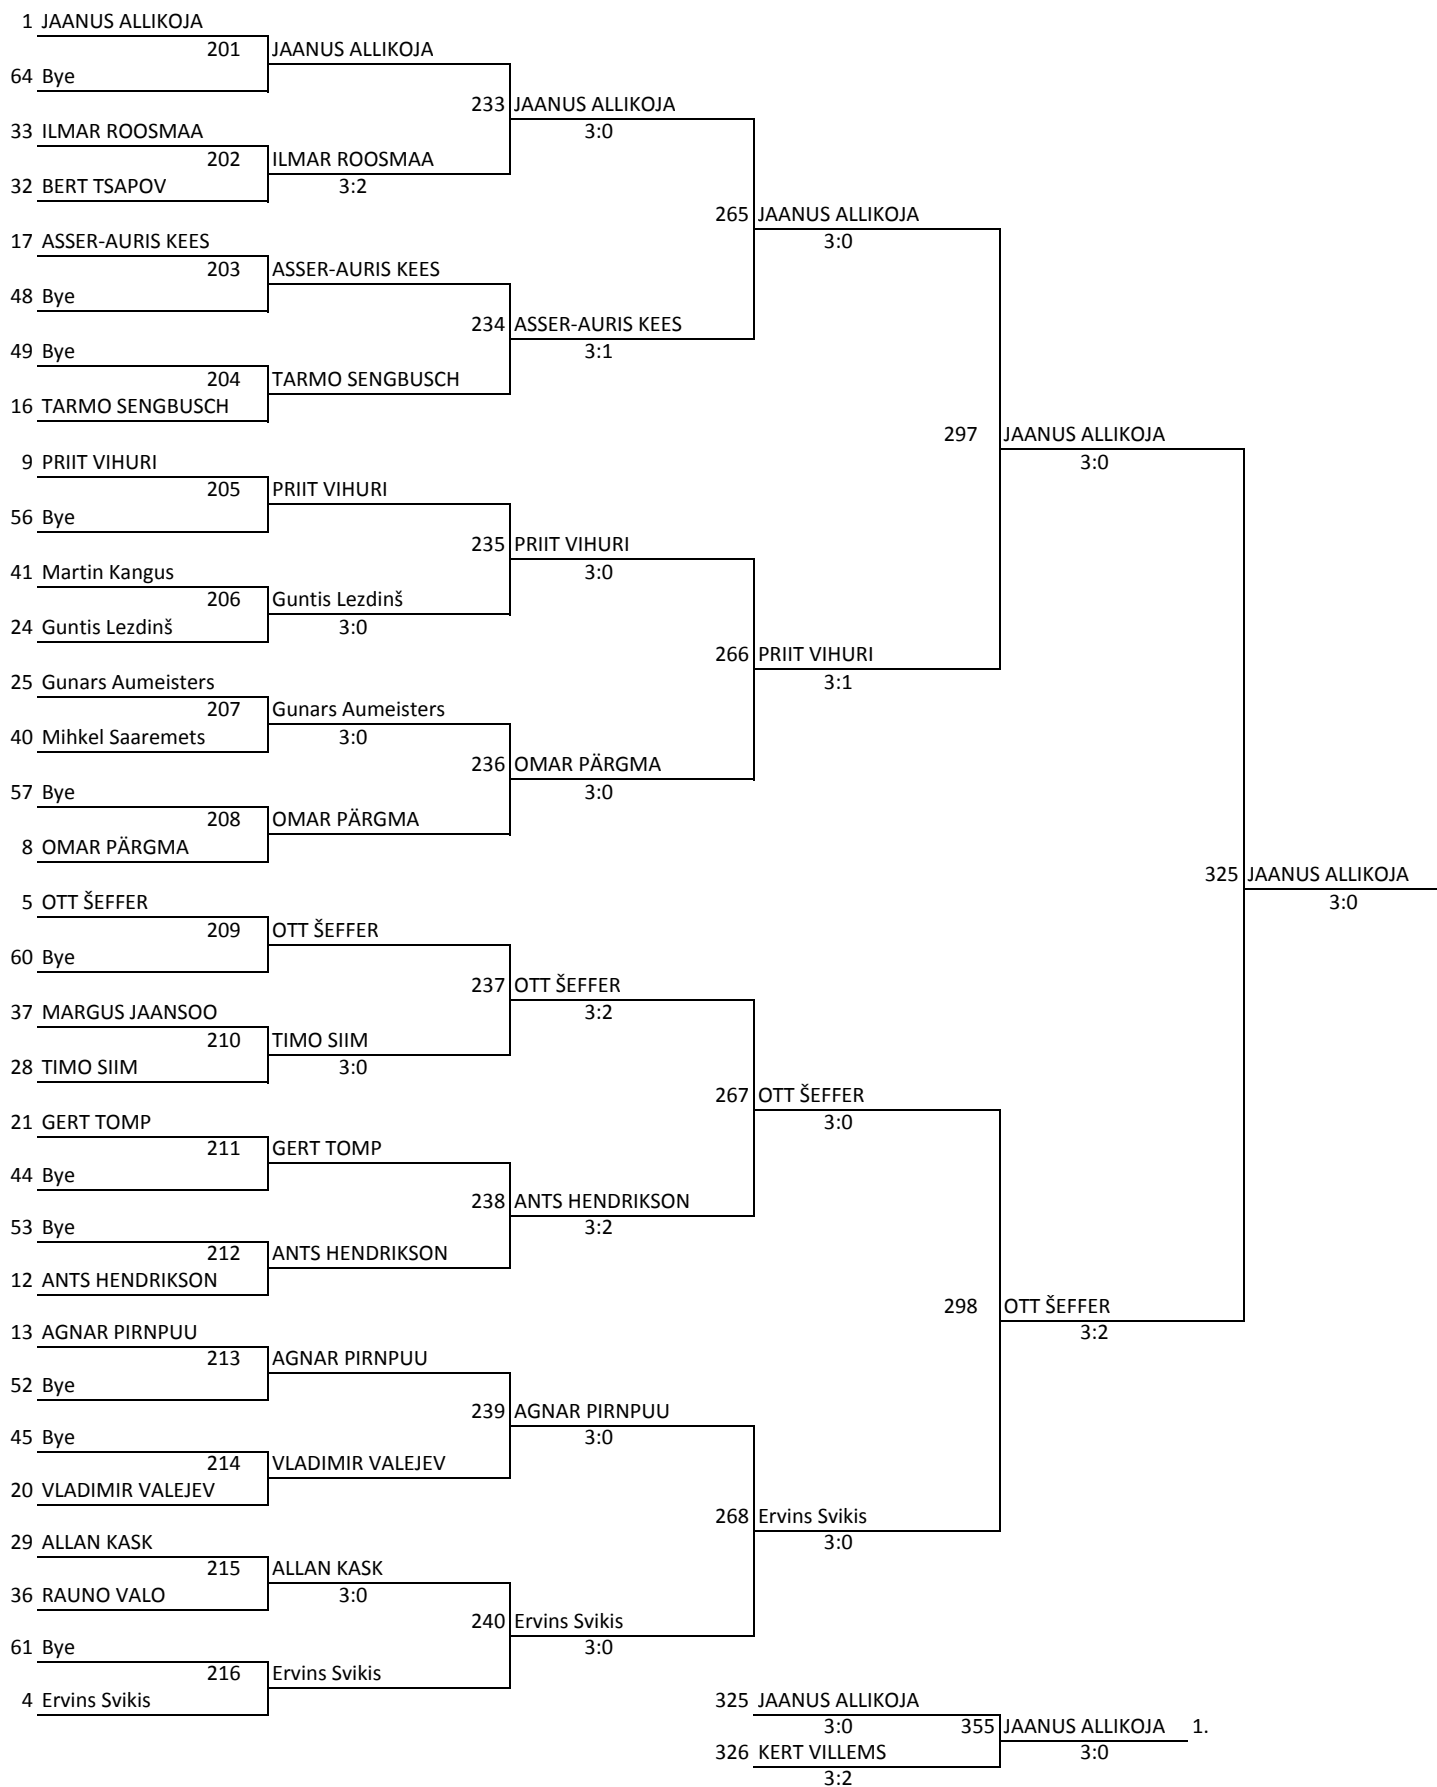 1 JAANUS ALLIKOJA
201 JAANUS ALLIKOJA
64 Bye
233 JAANUS ALLIKOJA
33 ILMAR ROOSMAA 3:0
202 ILMAR ROOSMAA
32 BERT TSAPOV 3:2
265 JAANUS ALLIKOJA
17 ASSER-AURIS KEES 3:0
203 ASSER-AURIS KEES
48 Bye
234 ASSER-AURIS KEES
49 Bye 3:1
204 TARMO SENGBUSCH
16 TARMO SENGBUSCH
297 JAANUS ALLIKOJA
9 PRIIT VIHURI 3:0
205 PRIIT VIHURI
56 Bye
235 PRIIT VIHURI
41 Martin Kangus 3:0
206 Guntis Lezdinš
24 Guntis Lezdinš 3:0
266 PRIIT VIHURI
25 Gunars Aumeisters 3:1
207 Gunars Aumeisters
40 Mihkel Saaremets 3:0
236 OMAR PÄRGMA
57 Bye 3:0
208 OMAR PÄRGMA
8 OMAR PÄRGMA
325 JAANUS ALLIKOJA
5 OTT ŠEFFER 3:0
209 OTT ŠEFFER
60 Bye
237 OTT ŠEFFER
37 MARGUS JAANSOO 3:2
210 TIMO SIIM
28 TIMO SIIM 3:0
267 OTT ŠEFFER
21 GERT TOMP 3:0
211 GERT TOMP
44 Bye
238 ANTS HENDRIKSON
53 Bye 3:2
212 ANTS HENDRIKSON
12 ANTS HENDRIKSON
298 OTT ŠEFFER
13 AGNAR PIRNPUU 3:2
213 AGNAR PIRNPUU
52 Bye
239 AGNAR PIRNPUU
45 Bye 3:0
214 VLADIMIR VALEJEV
20 VLADIMIR VALEJEV
268 Ervins Svikis
29 ALLAN KASK 3:0
215 ALLAN KASK
36 RAUNO VALO 3:0
240 Ervins Svikis
61 Bye 3:0
216 Ervins Svikis
4 Ervins Svikis 325 JAANUS ALLIKOJA
3:0 355 JAANUS ALLIKOJA 1.
326 KERT VILLEMS 3:0
3:2